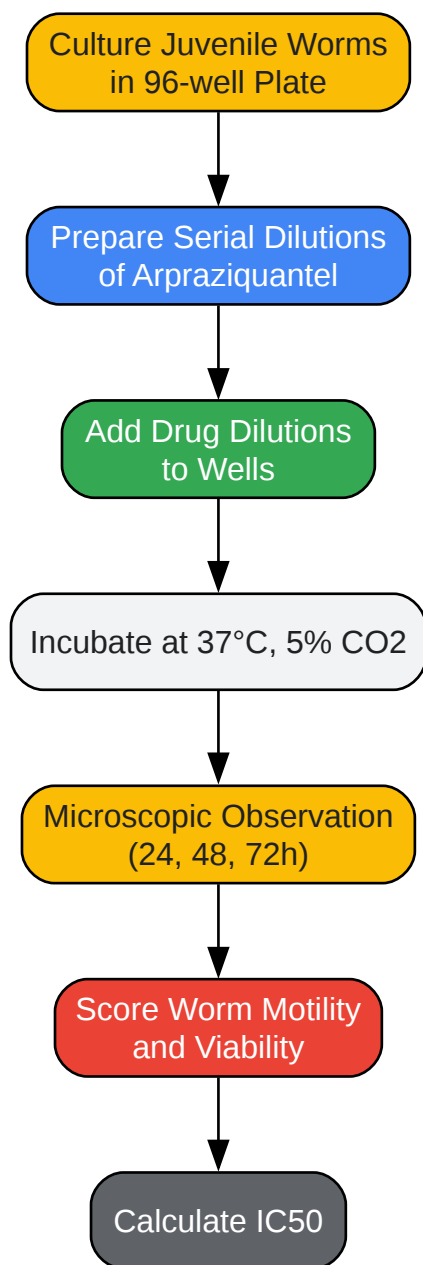 Culture Juvenile Worms
in 96-well Plate
Prepare Serial Dilutions
of Arpraziquantel
Add Drug Dilutions
to Wells
Incubate at 37°C, 5% CO2
Microscopic Observation
(24, 48, 72h)
Score Worm Motility
and Viability
Calculate IC50